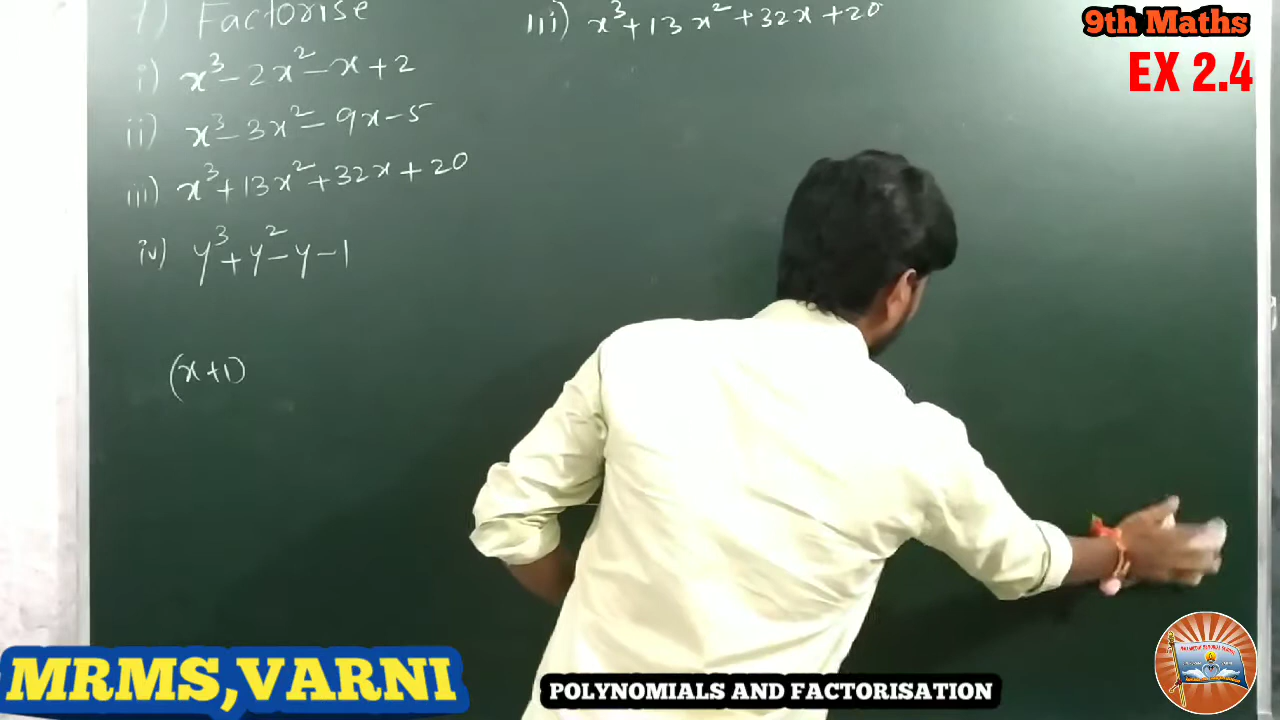 7) Factorise
i) x³-2x²-x+2
ii) x³-3x²-9x-5
iii) x³+13x²+32x+20
iv) y³+y²-y-1
(x+1)
iii) x³+13x²+32x+20
9th Maths
EX 2.4
MRMS,VARNI
POLYNOMIALS AND FACTORISATION